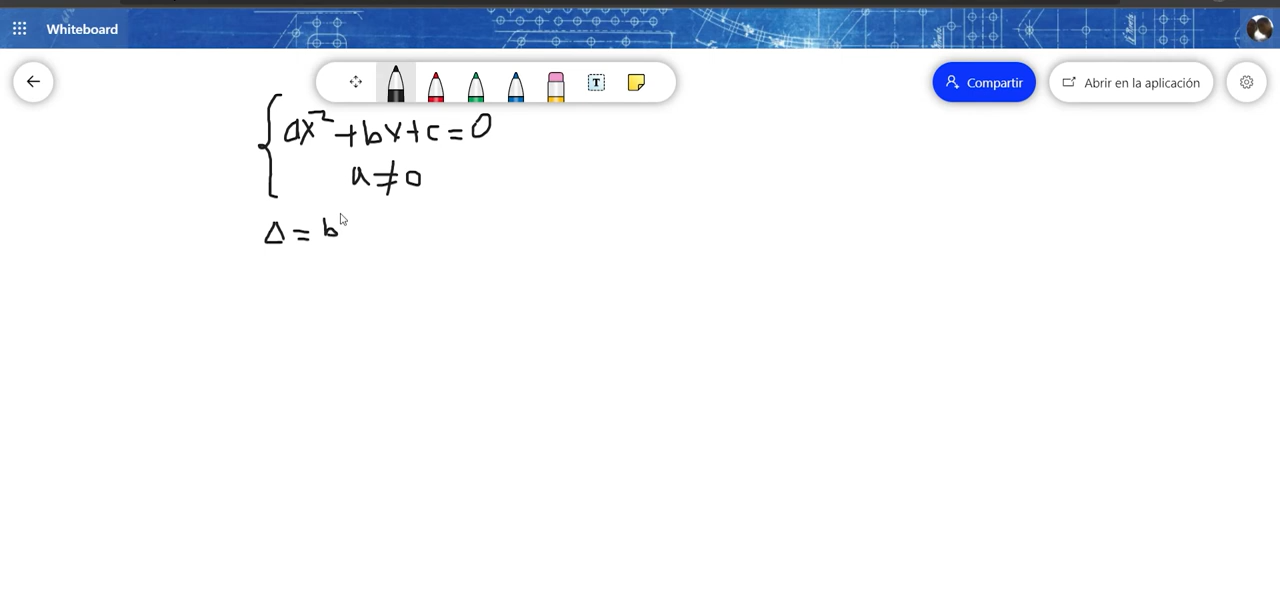 Whiteboard
Compartir
Abrir en la aplicación
T
ax² + bx + c = 0
a ≠ 0
Δ = b